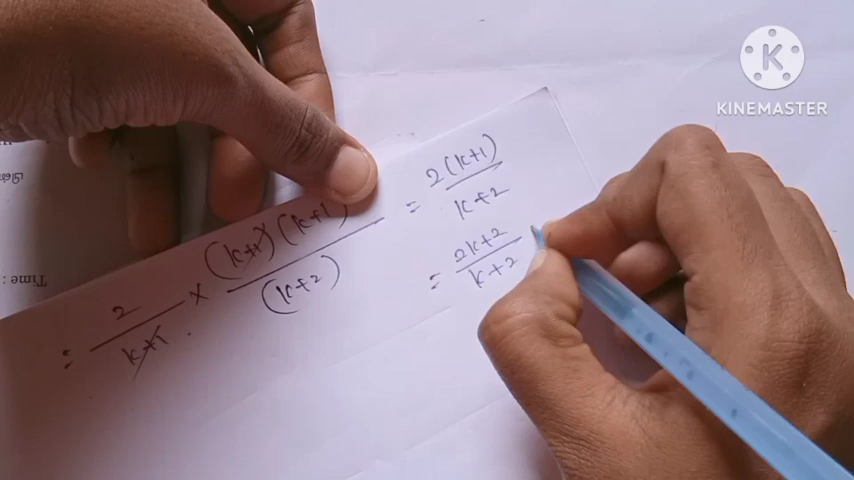 KINEMASTER
= 2/(k+1) × (k+1)(k+1)/(k+2) = 2(k+1)/k+2
= 2k+2/k+2
Time :